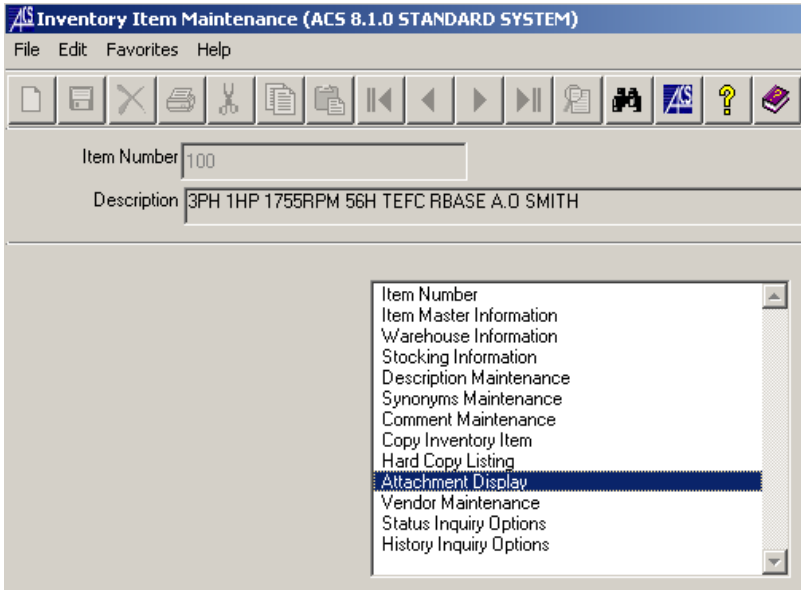 ACS Inventory Item Maintenance (ACS 8.1.0 STANDARD SYSTEM)
File Edit Favorites Help
ACS
Item Number 100
Description 3PH 1HP 1755RPM 56H TEFC RBASE A.O SMITH
Item Number
Item Master Information
Warehouse Information
Stocking Information
Description Maintenance
Synonyms Maintenance
Comment Maintenance
Copy Inventory Item
Hard Copy Listing
Attachment Display
Vendor Maintenance
Status Inquiry Options
History Inquiry Options